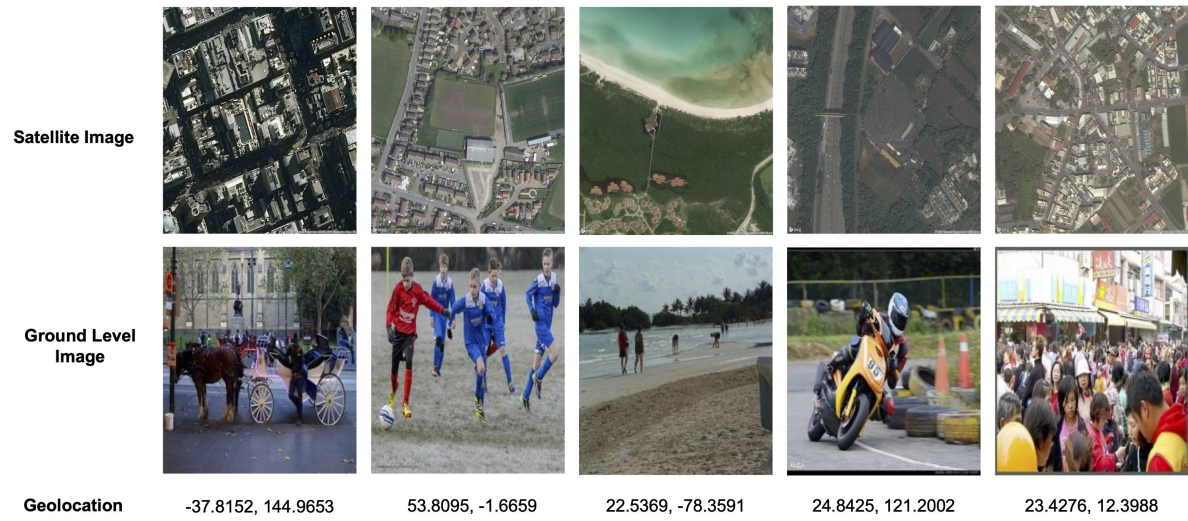 Satellite Image
Ground Level
Image
95
Geolocation
-37.8152, 144.9653
53.8095, -1.6659
22.5369, -78.3591
24.8425, 121.2002
23.4276, 12.3988